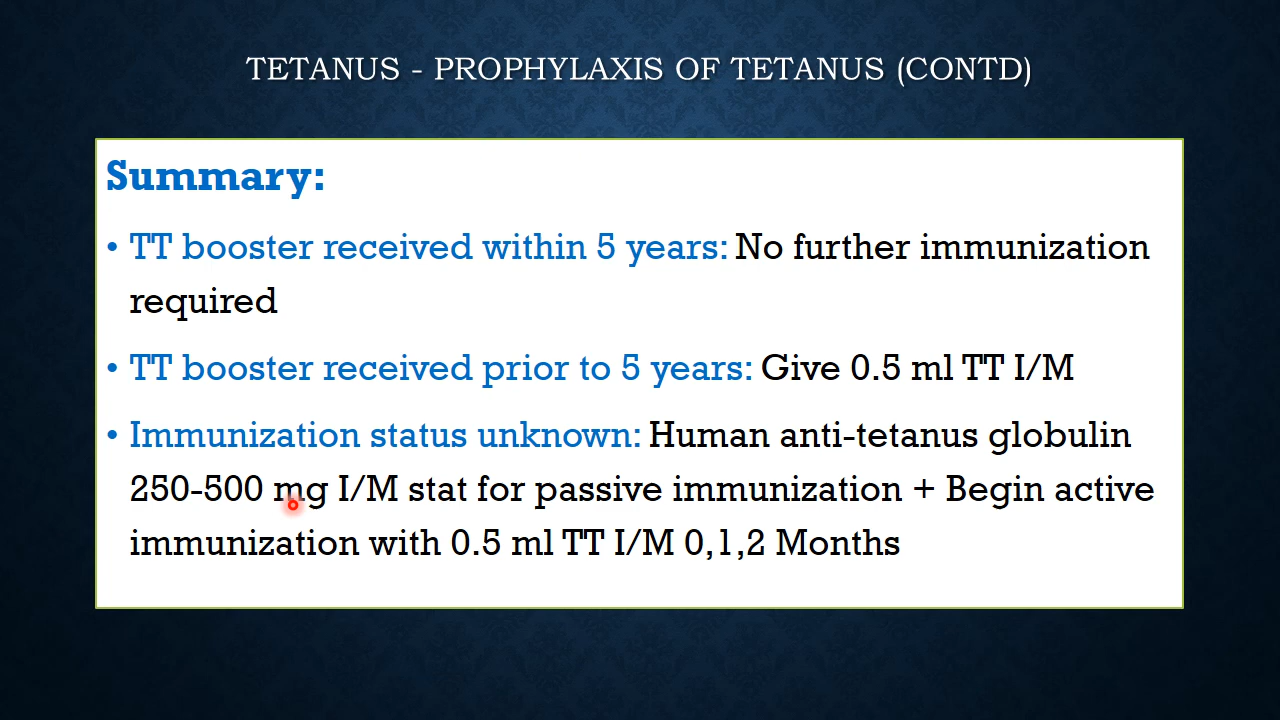 TETANUS - PROPHYLAXIS OF TETANUS (CONTD)
Summary:
• TT booster received within 5 years: No further immunization
required
• TT booster received prior to 5 years: Give 0.5 ml TT I/M
• Immunization status unknown: Human anti-tetanus globulin
250-500 mg I/M stat for passive immunization + Begin active
immunization with 0.5 ml TT I/M 0,1,2 Months